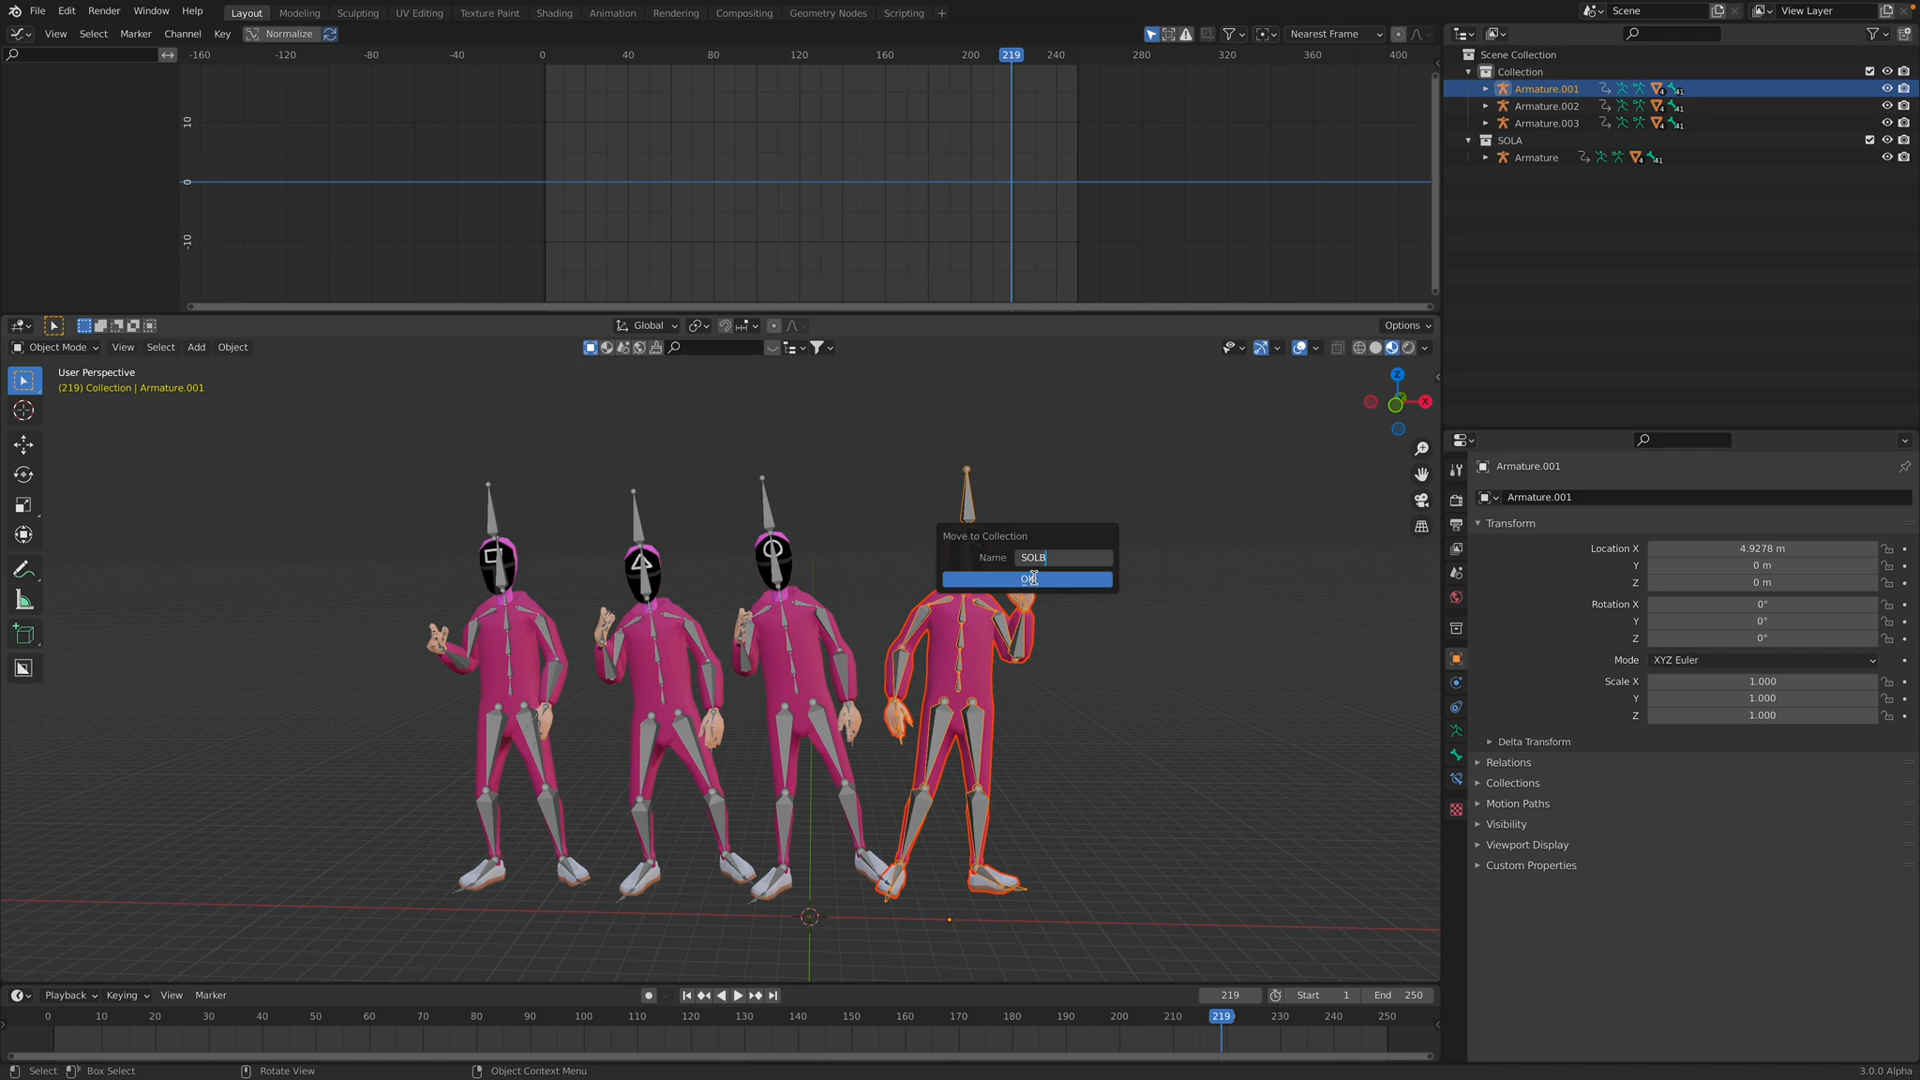 File Edit Render Window Help Layout Modeling Sculpting UV Editing Texture Paint Shading Animation Rendering Compositing Geometry Nodes Scripting + Scene View Layer
View Select Marker Channel Key Normalize Nearest Frame
-160 -120 -80 -40 0 40 80 120 160 200 219 240 280 320 360 400
10
0
-10
Scene Collection
Collection
Armature.001 4 41
Armature.002 4 41
Armature.003 4 41
SOLA
Armature 4 41
Global Options
Object Mode View Select Add Object
User Perspective
(219) Collection | Armature.001
Z
Y
X
Move to Collection
Name SOLB
OK
Armature.001
Armature.001
Transform
Location X 4.9278 m
Y 0 m
Z 0 m
Rotation X 0°
Y 0°
Z 0°
Mode XYZ Euler
Scale X 1.000
Y 1.000
Z 1.000
Delta Transform
Relations
Collections
Motion Paths
Visibility
Viewport Display
Custom Properties
Playback Keying View Marker 219 Start 1 End 250
0 10 20 30 40 50 60 70 80 90 100 110 120 130 140 150 160 170 180 190 200 210 219 230 240 250
Select Box Select Rotate View Object Context Menu 3.0.0 Alpha